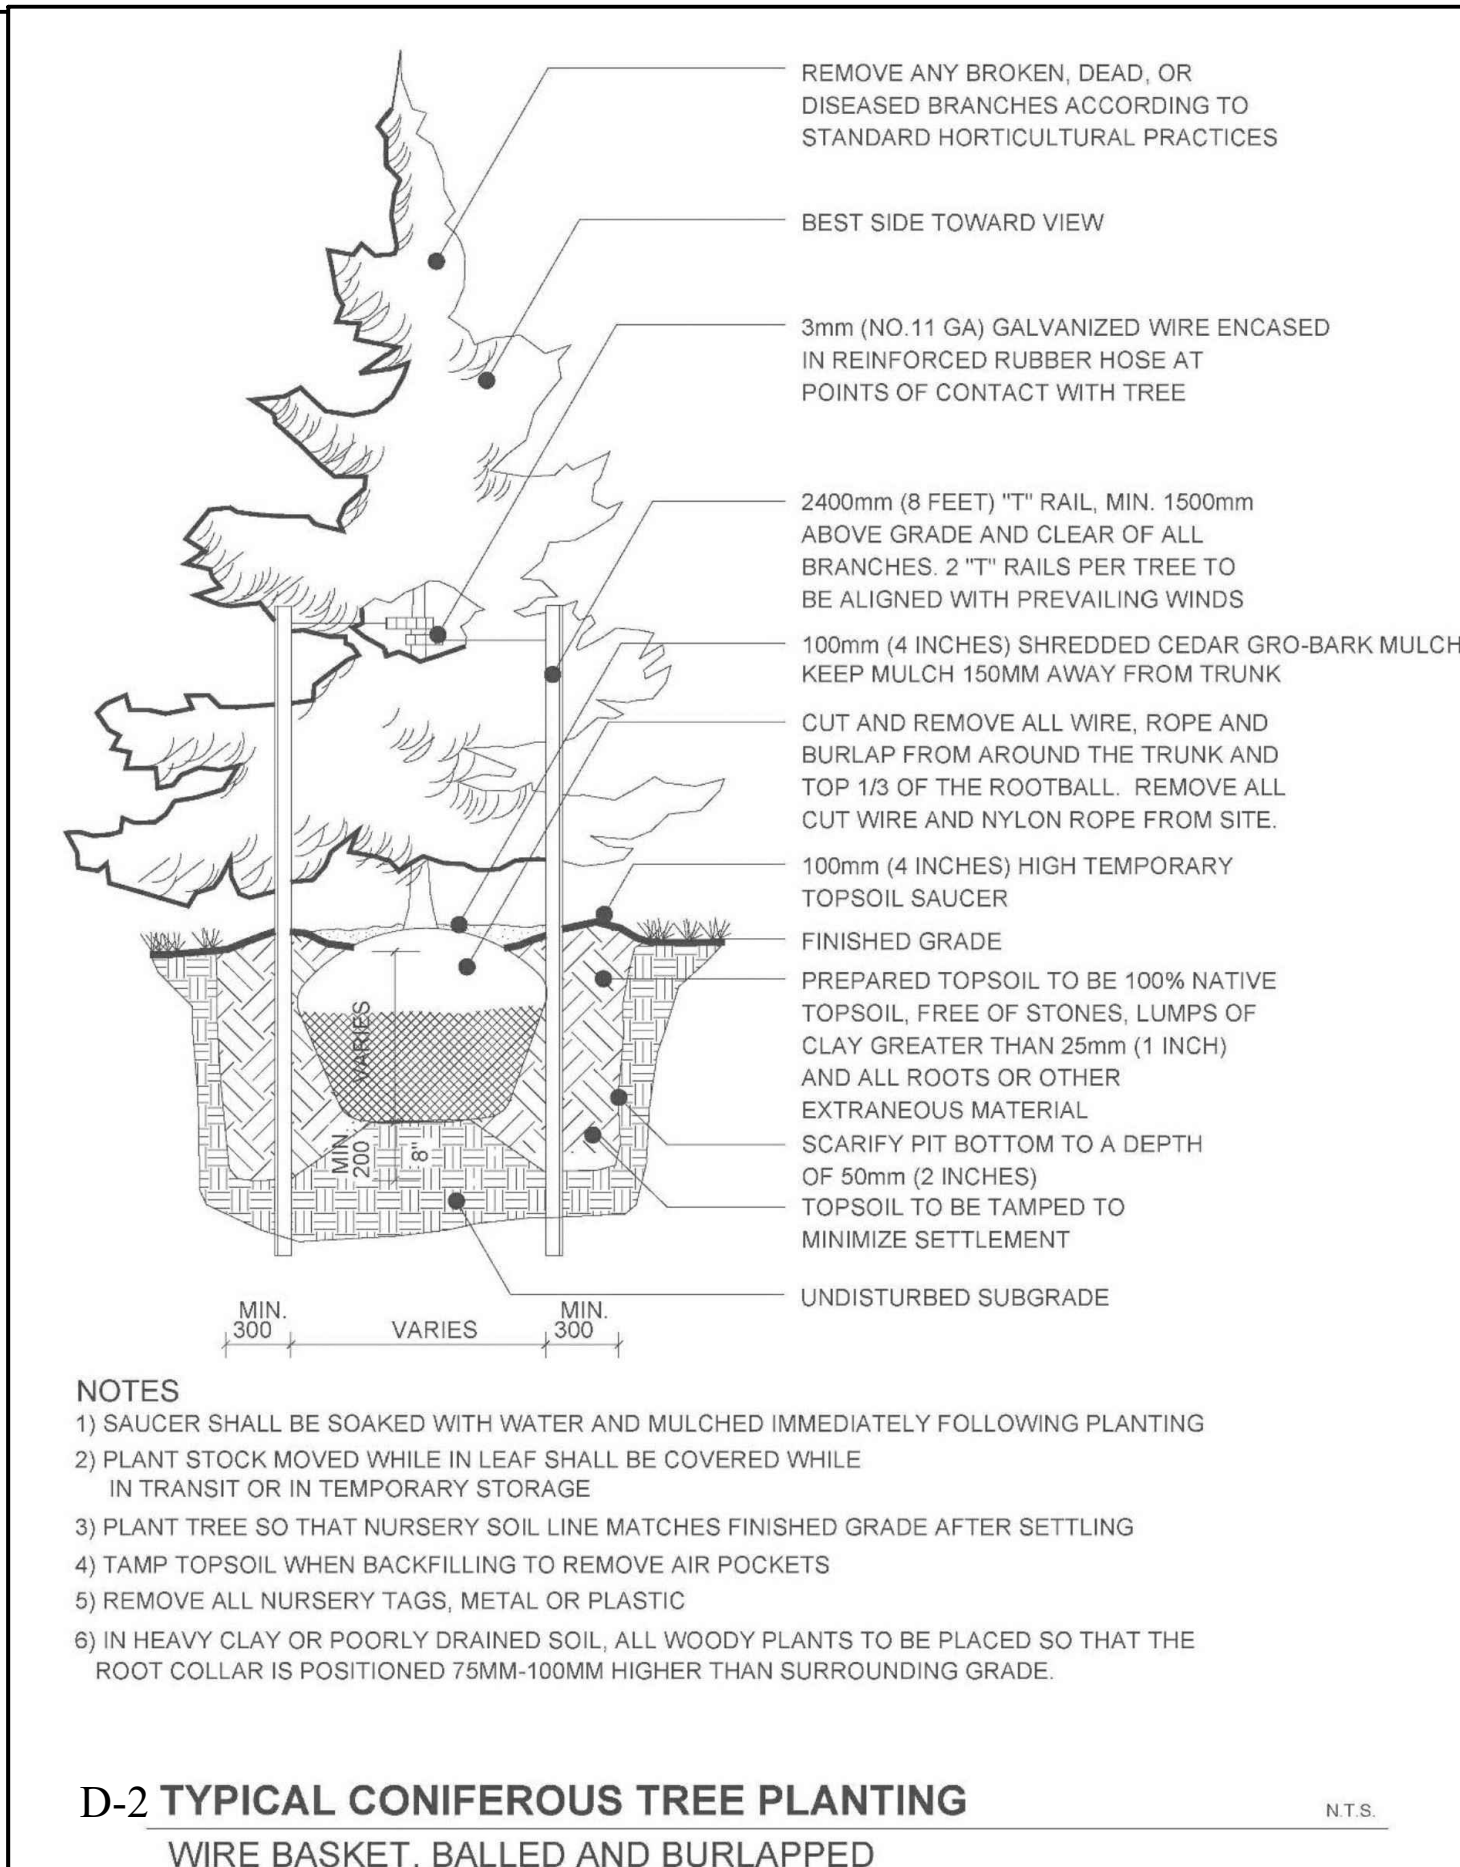 REMOVE ANY BROKEN, DEAD, OR
DISEASED BRANCHES ACCORDING TO
STANDARD HORTICULTURAL PRACTICES
BEST SIDE TOWARD VIEW
3mm (NO.11 GA) GALVANIZED WIRE ENCASED
IN REINFORCED RUBBER HOSE AT
POINTS OF CONTACT WITH TREE
2400mm (8 FEET) "T" RAIL, MIN. 1500mm
ABOVE GRADE AND CLEAR OF ALL
BRANCHES. 2 "T" RAILS PER TREE TO
BE ALIGNED WITH PREVAILING WINDS
100mm (4 INCHES) SHREDDED CEDAR GRO-BARK MULCH
KEEP MULCH 150MM AWAY FROM TRUNK
CUT AND REMOVE ALL WIRE, ROPE AND
BURLAP FROM AROUND THE TRUNK AND
TOP 1/3 OF THE ROOTBALL. REMOVE ALL
CUT WIRE AND NYLON ROPE FROM SITE.
100mm (4 INCHES) HIGH TEMPORARY
TOPSOIL SAUCER
FINISHED GRADE
PREPARED TOPSOIL TO BE 100% NATIVE
TOPSOIL, FREE OF STONES, LUMPS OF
CLAY GREATER THAN 25mm (1 INCH)
AND ALL ROOTS OR OTHER
EXTRANEOUS MATERIAL
SCARIFY PIT BOTTOM TO A DEPTH
OF 50mm (2 INCHES)
TOPSOIL TO BE TAMPED TO
MINIMIZE SETTLEMENT
UNDISTURBED SUBGRADE
VARIES
MIN.
200
8"
MIN.
300
VARIES
MIN.
300
NOTES
1) SAUCER SHALL BE SOAKED WITH WATER AND MULCHED IMMEDIATELY FOLLOWING PLANTING
2) PLANT STOCK MOVED WHILE IN LEAF SHALL BE COVERED WHILE
IN TRANSIT OR IN TEMPORARY STORAGE
3) PLANT TREE SO THAT NURSERY SOIL LINE MATCHES FINISHED GRADE AFTER SETTLING
4) TAMP TOPSOIL WHEN BACKFILLING TO REMOVE AIR POCKETS
5) REMOVE ALL NURSERY TAGS, METAL OR PLASTIC
6) IN HEAVY CLAY OR POORLY DRAINED SOIL, ALL WOODY PLANTS TO BE PLACED SO THAT THE
ROOT COLLAR IS POSITIONED 75MM-100MM HIGHER THAN SURROUNDING GRADE.
D-2 TYPICAL CONIFEROUS TREE PLANTING
N.T.S.
WIRE BASKET, BALLED AND BURLAPPED